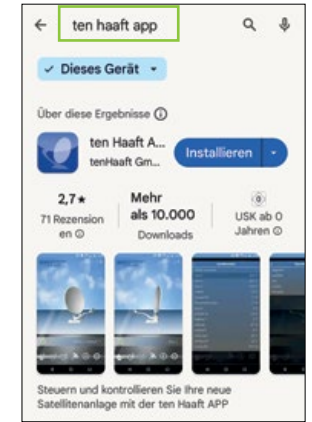 ten haaft app
Dieses Gerät
Über diese Ergebnisse
ten Haaft A...
tenHaaft Gm...
Installieren
2,7★
71 Rezension
en
Mehr
als 10.000
Downloads
0
USK ab 0
Jahren
Steuern und kontrollieren Sie Ihre neue
Satellitenanlage mit der ten Haaft APP